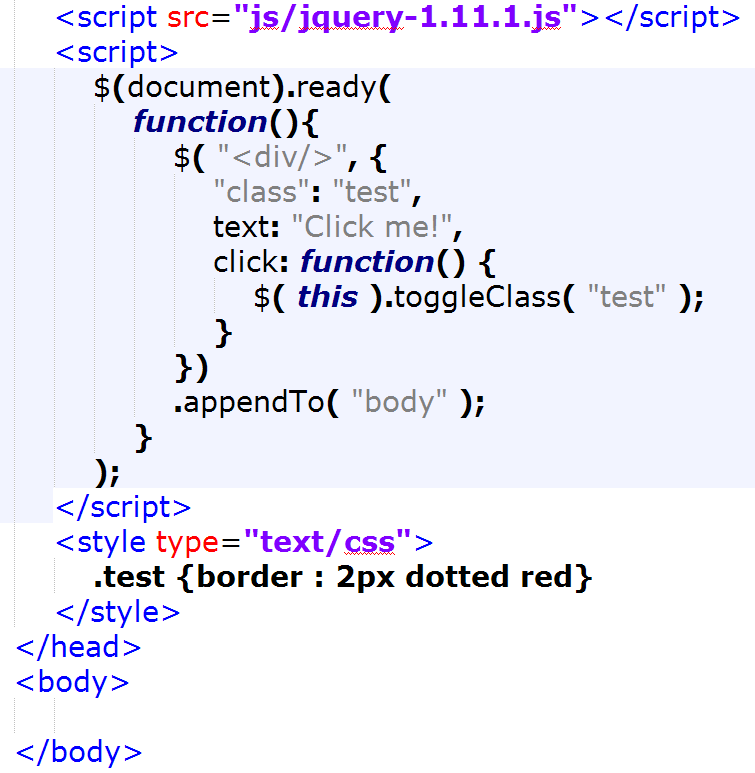 <script src="js/jquery-1.11.1.js"></script>
<script>
$(document).ready(
function(){
$( "<div/>", {
"class": "test",
text: "Click me!",
click: function() {
$( this ).toggleClass( "test" );
}
})
.appendTo( "body" );
}
);
</script>
<style type="text/css">
.test {border : 2px dotted red}
</style>
</head>
<body>
</body>